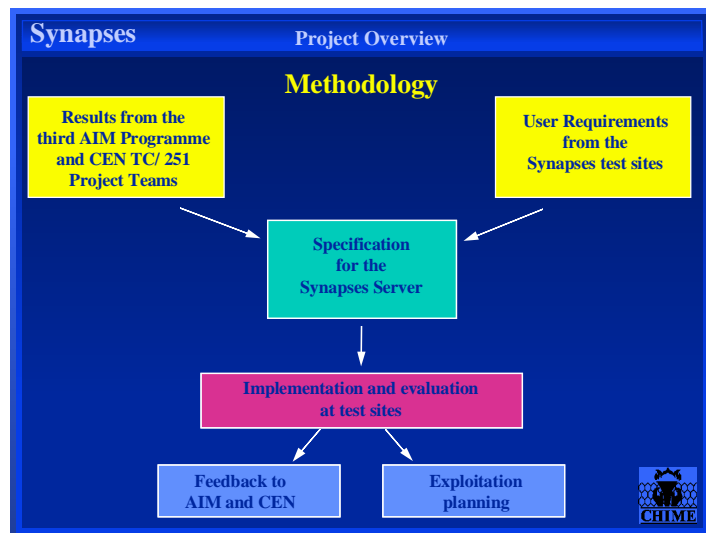 Synapses
Project Overview
Methodology
Results from the
third AIM Programme
and CEN TC/ 251
Project Teams
User Requirements
from the
Synapses test sites
Specification
for the
Synapses Server
Implementation and evaluation
at test sites
Feedback to
AIM and CEN
Exploitation
planning
CHIME